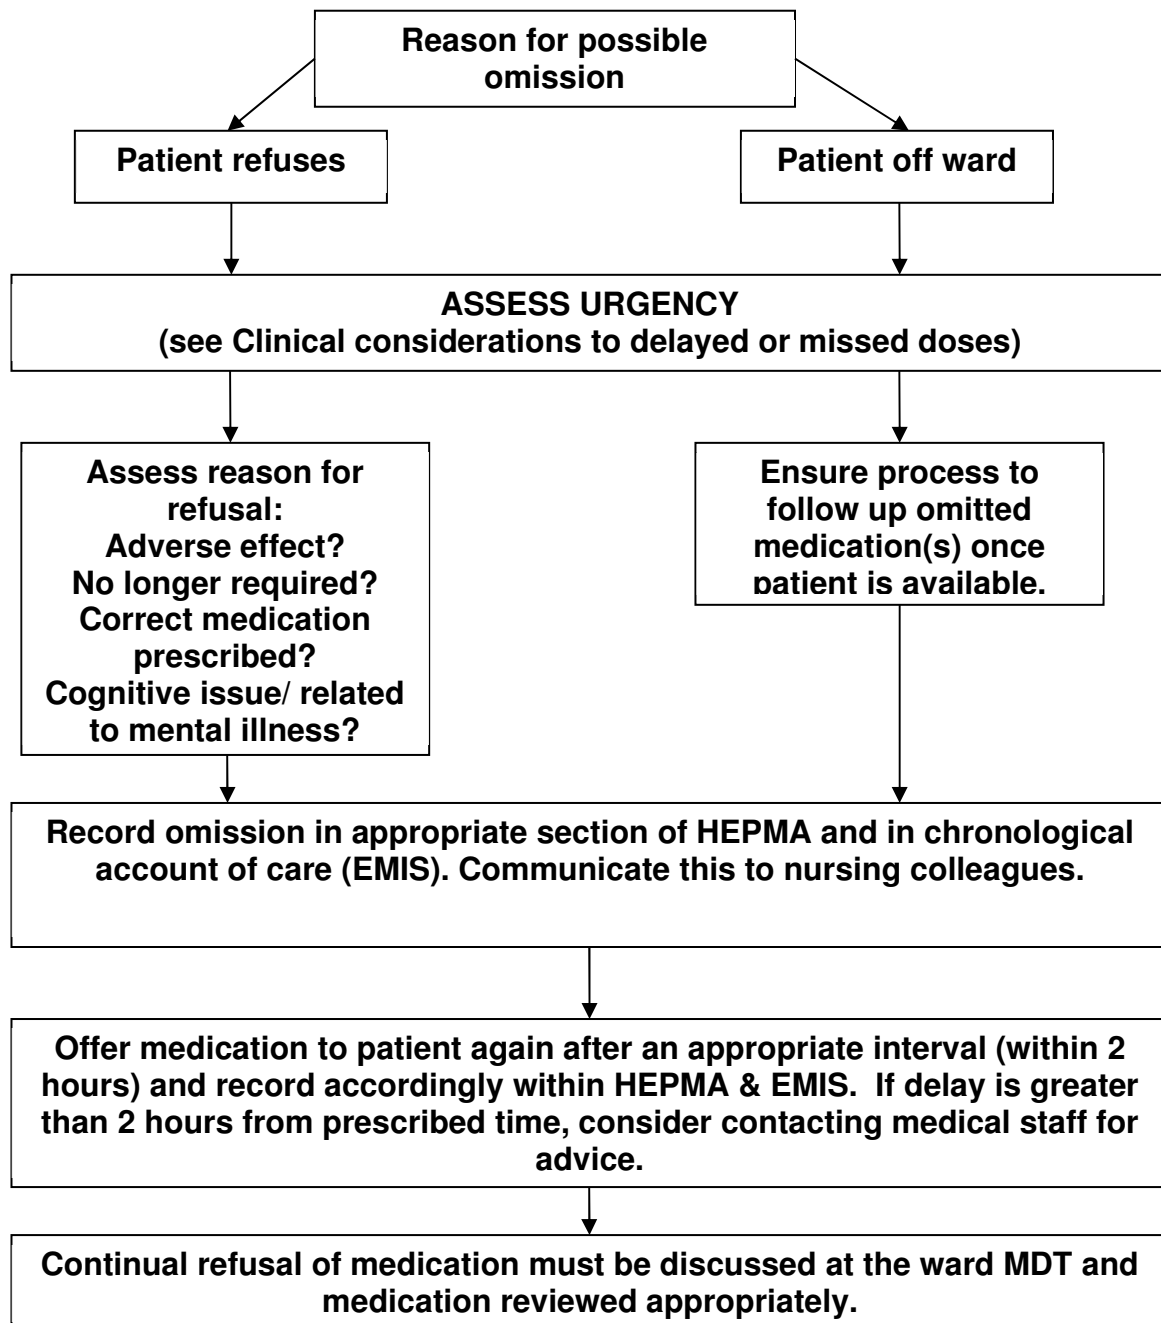 Reason for possible
omission
Patient refuses
Patient off ward
ASSESS URGENCY
(see Clinical considerations to delayed or missed doses)
Assess reason for
refusal:
Adverse effect?
No longer required?
Correct medication
prescribed?
Cognitive issue/ related
to mental illness?
Ensure process to
follow up omitted
medication(s) once
patient is available.
Record omission in appropriate section of HEPMA and in chronological
account of care (EMIS). Communicate this to nursing colleagues.
Offer medication to patient again after an appropriate interval (within 2
hours) and record accordingly within HEPMA & EMIS.  If delay is greater
than 2 hours from prescribed time, consider contacting medical staff for
advice.
Continual refusal of medication must be discussed at the ward MDT and
medication reviewed appropriately.